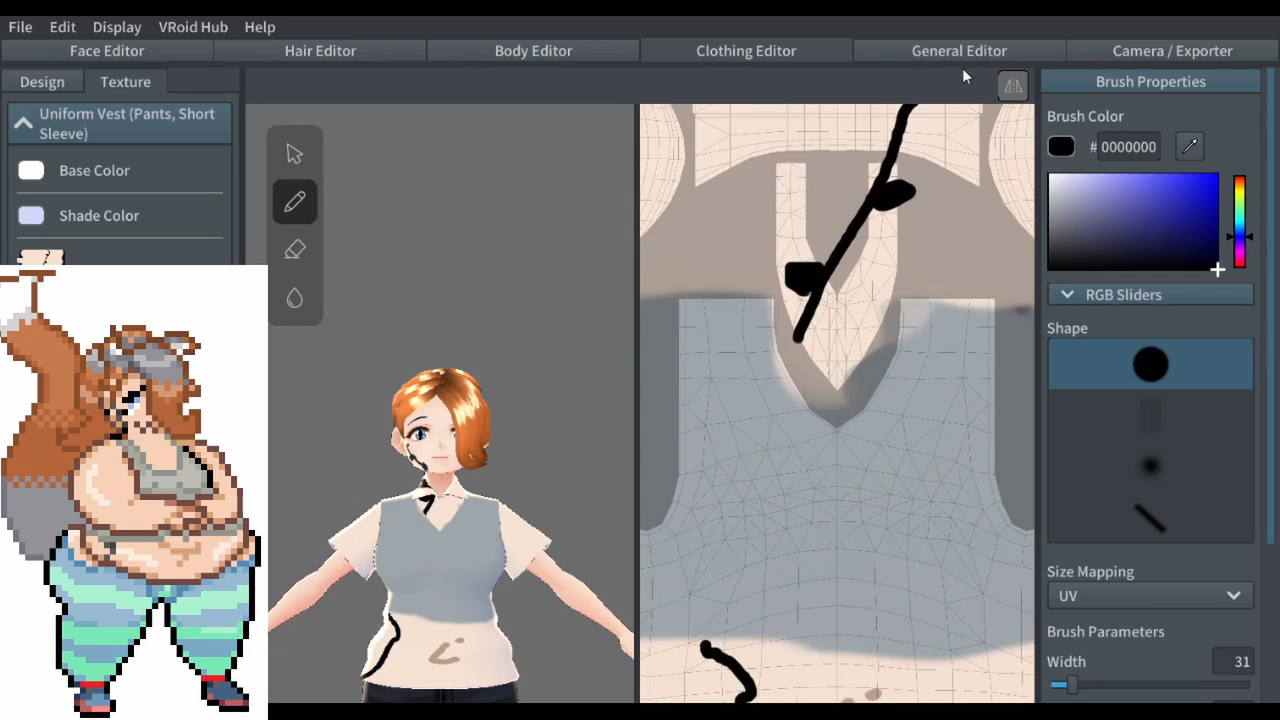 File Edit Display VRoid Hub Help
Face Editor Hair Editor Body Editor Clothing Editor General Editor Camera / Exporter
Design Texture
Uniform Vest (Pants, Short
Sleeve)
Base Color
Shade Color
Brush Properties
Brush Color
# 0000000
RGB Sliders
Shape
Size Mapping
UV
Brush Parameters
Width 31